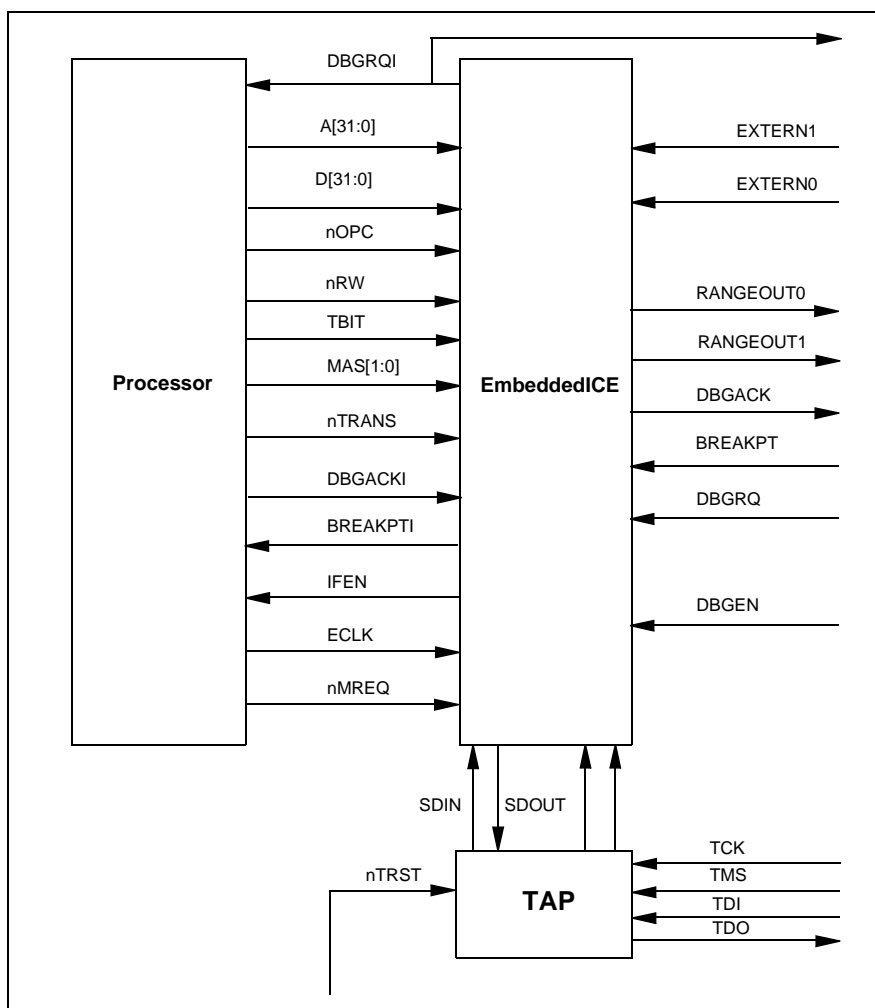 DBGRQI
A[31:0]
EXTERN1
D[31:0]
EXTERN0
nOPC
nRW
RANGEOUT0
TBIT
RANGEOUT1
MAS[1:0]
Processor
EmbeddedICE
DBGACK
nTRANS
BREAKPT
DBGACKI
DBGRQ
BREAKPTI
IFEN
DBGEN
ECLK
nMREQ
SDIN
SDOUT
TCK
nTRST
TMS
TAP
TDI
TDO